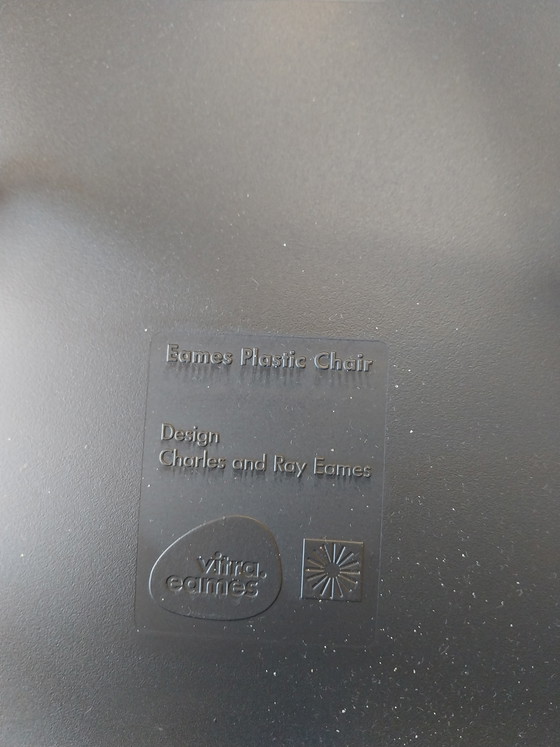 Eames Plastic Chair
Design
Charles and Ray Eames
vitra.
eames